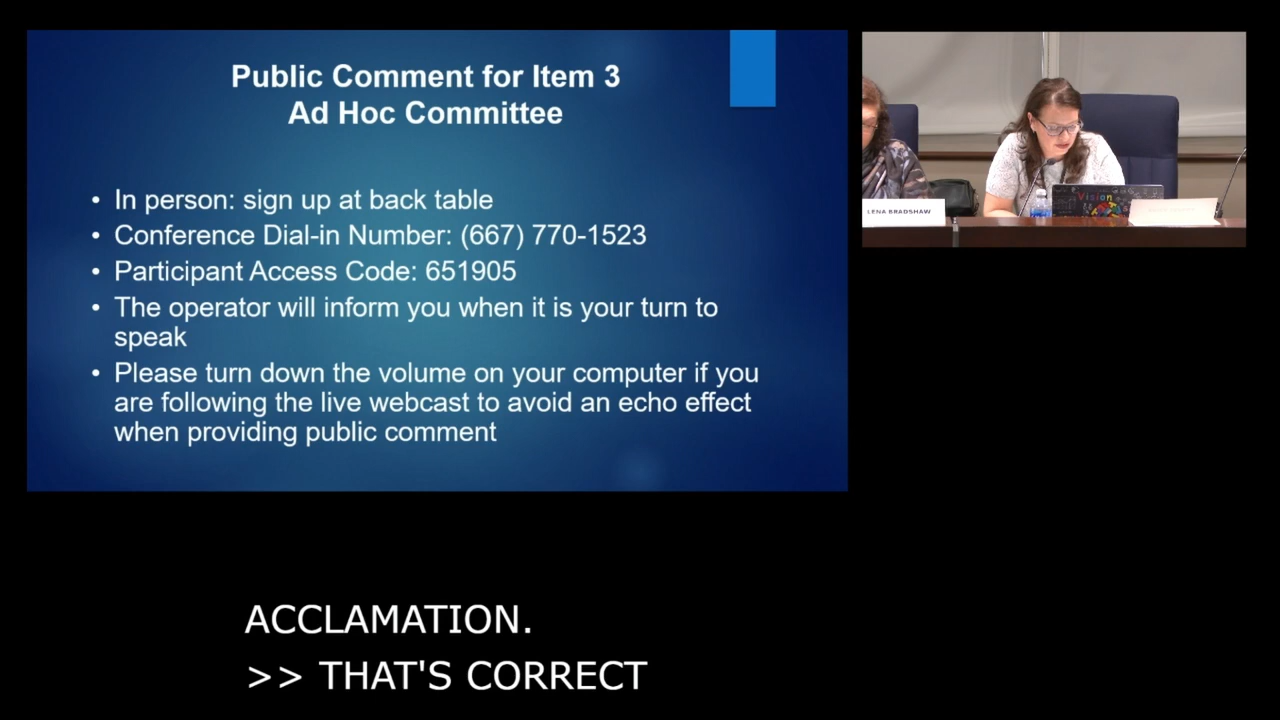 Public Comment for Item 3
Ad Hoc Committee
• In person: sign up at back table
• Conference Dial-in Number: (667) 770-1523
• Participant Access Code: 651905
• The operator will inform you when it is your turn to
speak
• Please turn down the volume on your computer if you
are following the live webcast to avoid an echo effect
when providing public comment
LENA BRADSHAW
Vision
ACCLAMATION.
>> THAT'S CORRECT